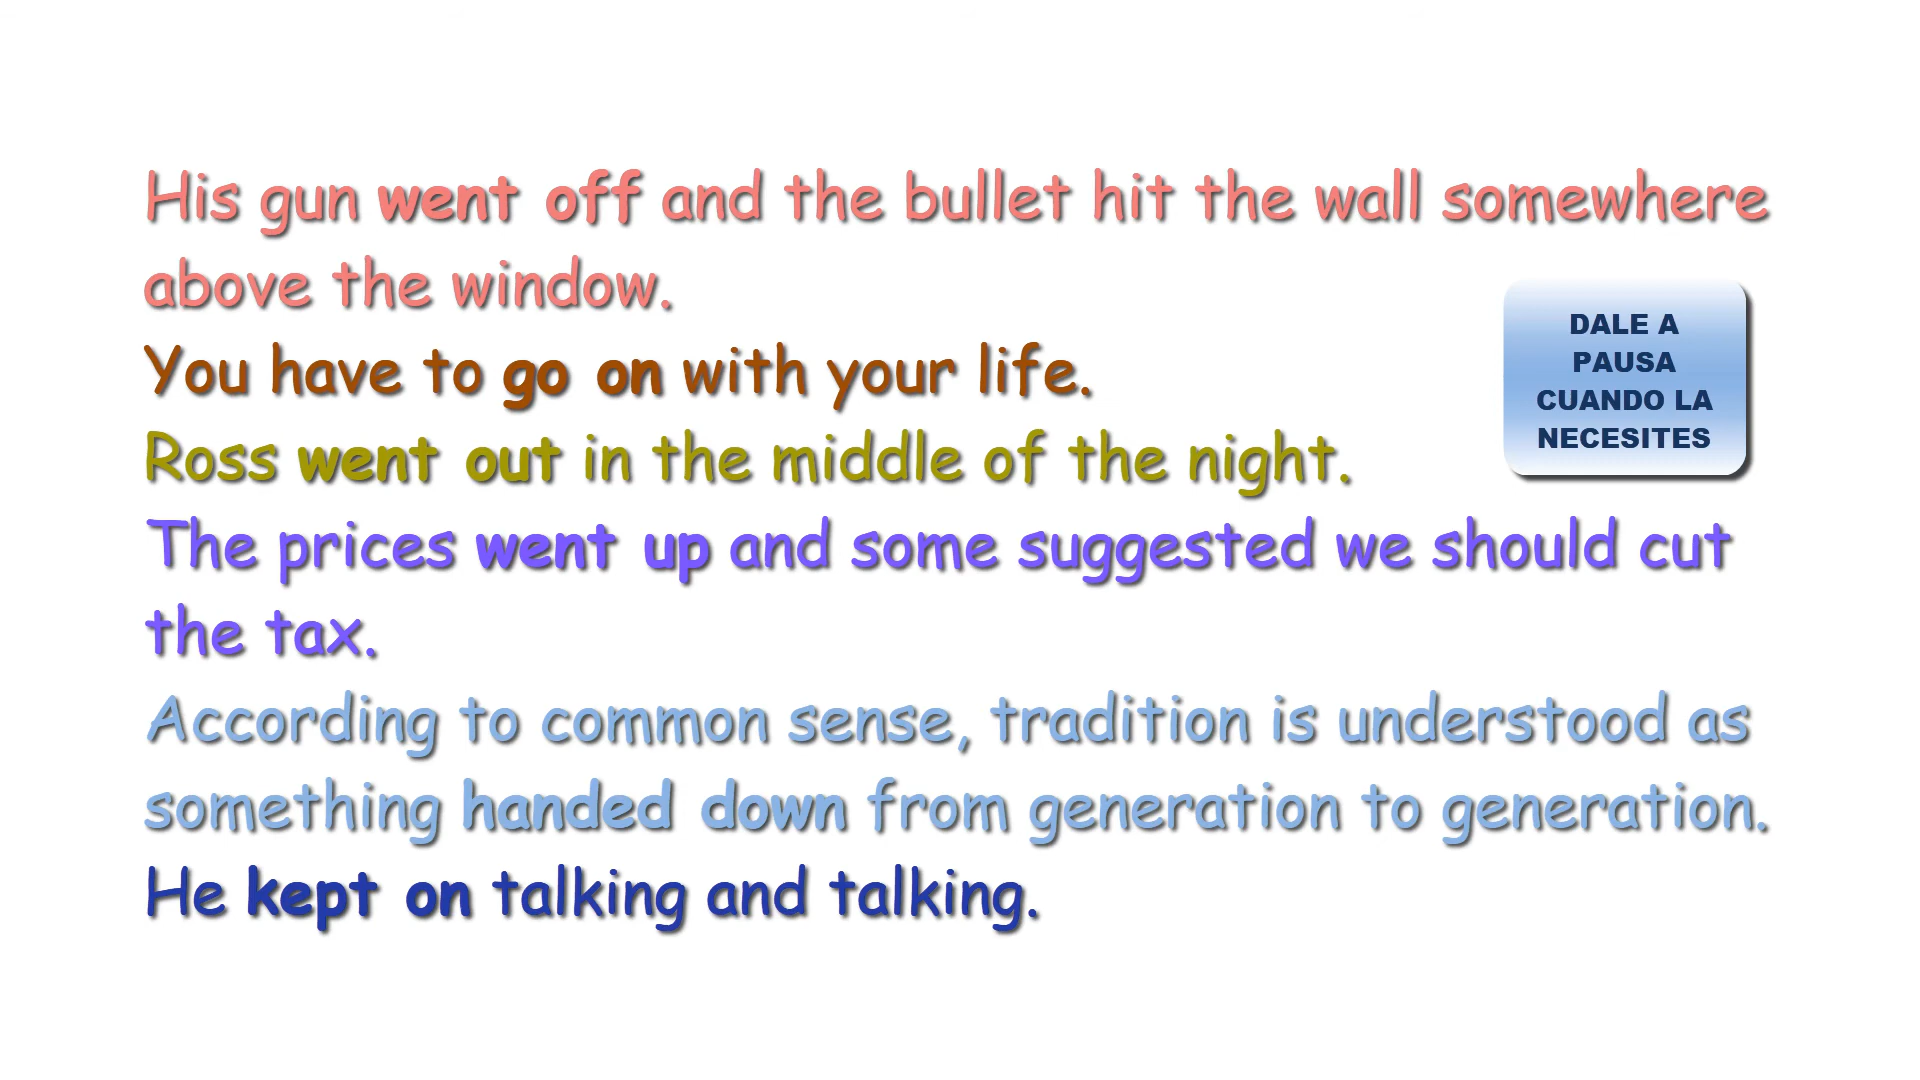 His gun went off and the bullet hit the wall somewhere
above the window.
You have to go on with your life.
Ross went out in the middle of the night.
The prices went up and some suggested we should cut
the tax.
According to common sense, tradition is understood as
something handed down from generation to generation.
He kept on talking and talking.
DALE A
PAUSA
CUANDO LA
NECESITES